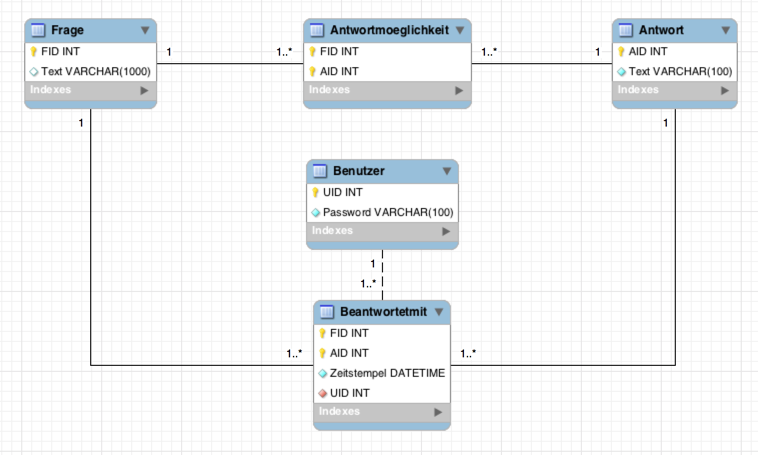 Frage
FID INT
Text VARCHAR(1000)
Indexes
1
1..*
Antwortmoeglichkeit
FID INT
AID INT
Indexes
1..*
1
Antwort
AID INT
Text VARCHAR(100)
Indexes
1
1
Benutzer
UID INT
Password VARCHAR(100)
Indexes
1
1..*
Beantwortetmit
FID INT
AID INT
Zeitstempel DATETIME
UID INT
Indexes
1..*
1..*